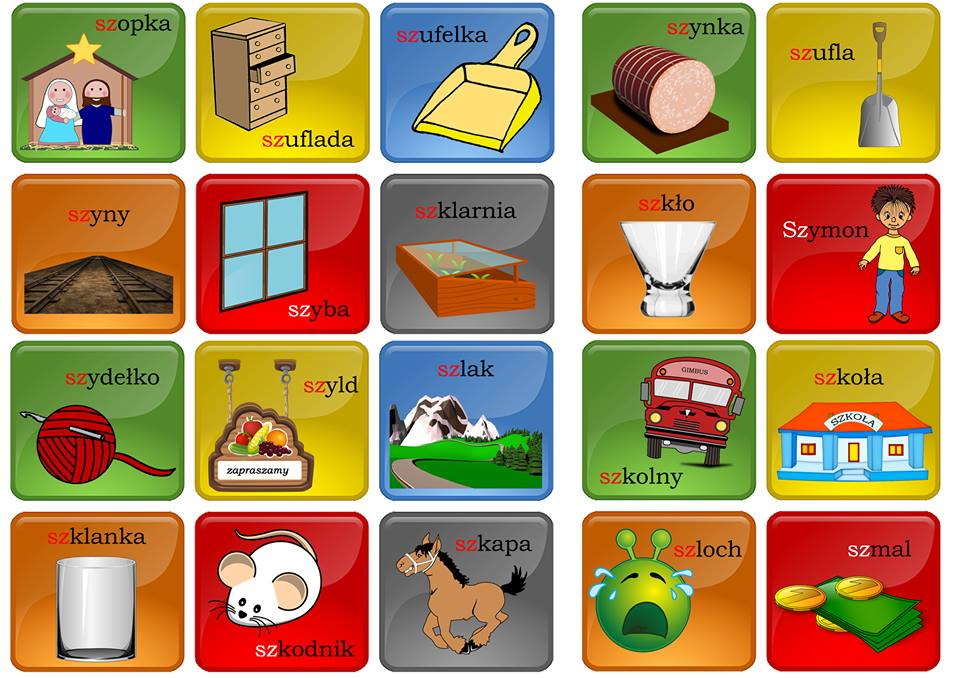 szopka
szuflada
szufelka
szynka
szufla
szyny
szyba
szklarnia
szkło
Szymon
szydełko
szyld
zapraszamy
szlak
GIMBUS
szkolny
szkoła
SZKOŁA
szklanka
szkodnik
szkapa
szloch
szmal